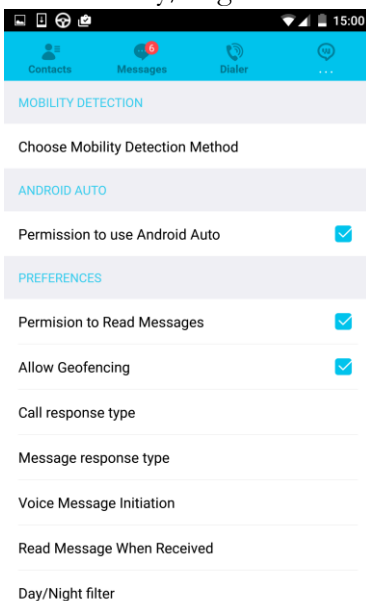 15:00
6
Contacts
Messages
Dialer
...
MOBILITY DETECTION
Choose Mobility Detection Method
ANDROID AUTO
Permission to use Android Auto
PREFERENCES
Permision to Read Messages
Allow Geofencing
Call response type
Message response type
Voice Message Initiation
Read Message When Received
Day/Night filter